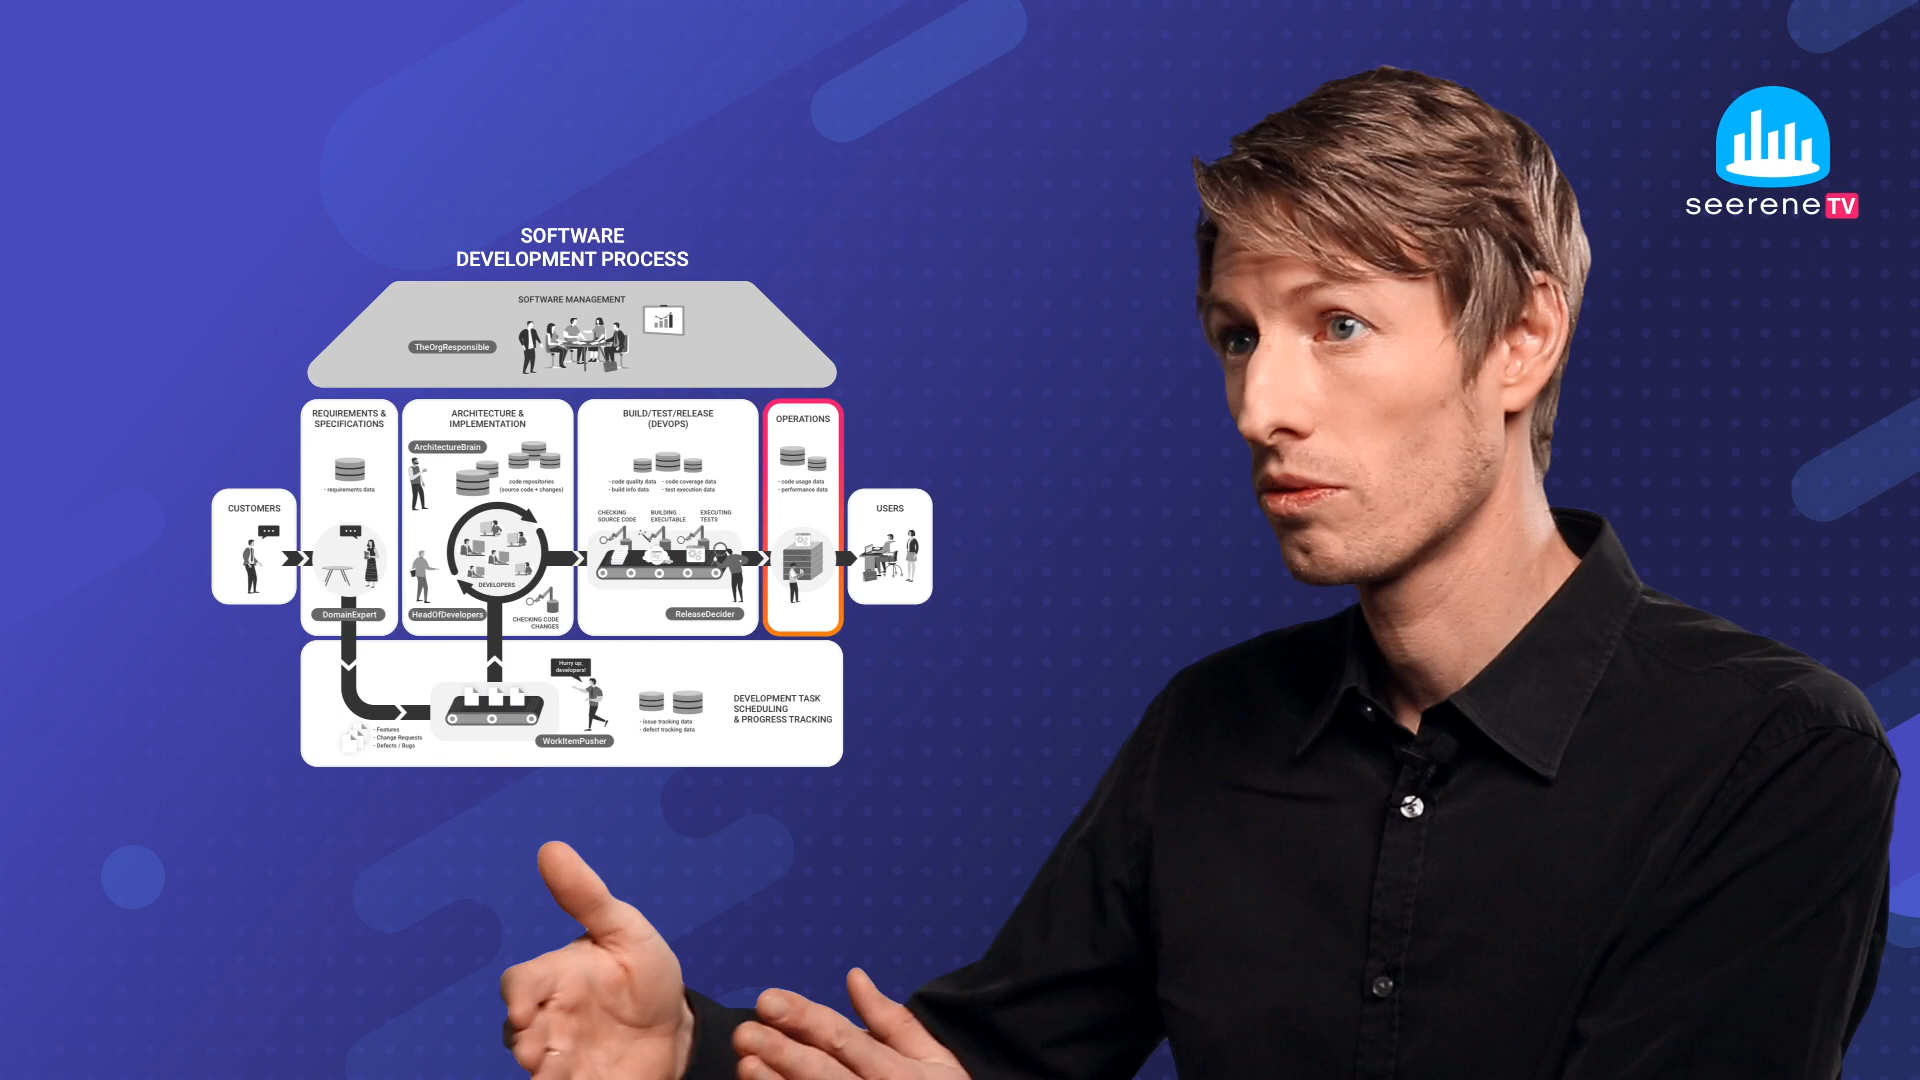 seerene TV
SOFTWARE
DEVELOPMENT PROCESS
SOFTWARE MANAGEMENT
TheOrgResponsible
REQUIREMENTS &
SPECIFICATIONS
- requirements data
DomainExpert
ARCHITECTURE &
IMPLEMENTATION
ArchitectureBrain
code repositories
(source code + changes)
DEVELOPERS
HeadOfDevelopers
CHECKING CODE
CHANGES
BUILD/TEST/RELEASE
(DEVOPS)
- code quality data
- build info data
- code coverage data
- test execution data
CHECKING
SOURCE CODE
BUILDING
EXECUTABLE
EXECUTING
TESTS
ReleaseDecider
OPERATIONS
- code usage data
- performance data
CUSTOMERS
USERS
Hurry up,
developers!
- Features
- Change Requests
- Defects / Bugs
WorkItemPusher
- issue tracking data
- defect tracking data
DEVELOPMENT TASK
SCHEDULING
& PROGRESS TRACKING